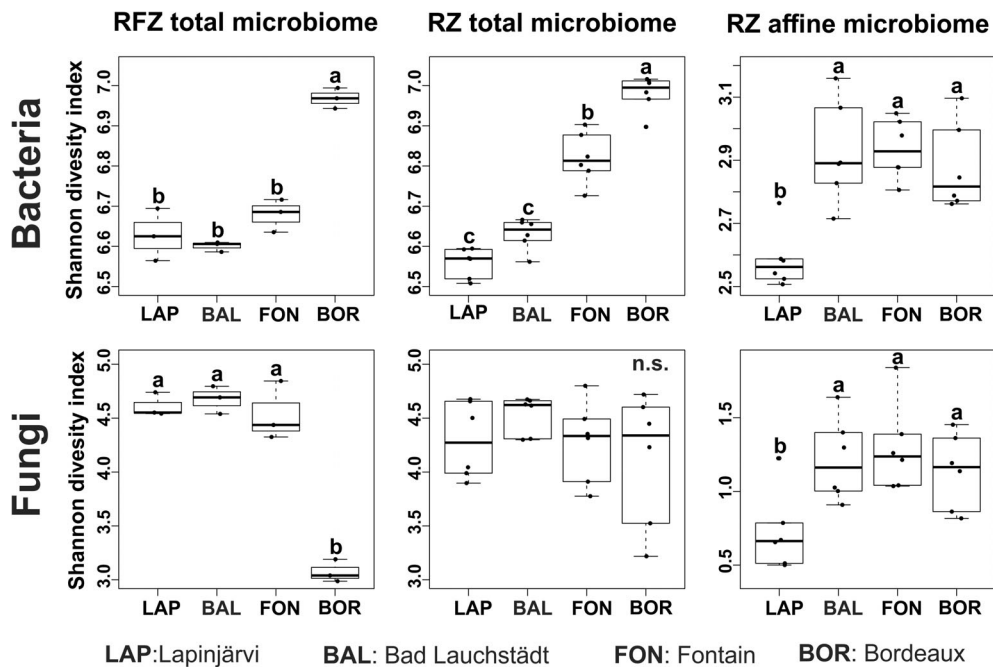 RFZ total microbiome RZ total microbiome RZ affine microbiome
Bacteria
Shannon divesity index
7.0
6.9
6.8
6.7
6.6
6.5
b b b a
LAP BAL FON BOR
7.0
6.9
6.8
6.7
6.6
6.5
c c b a
LAP BAL FON BOR
3.1
2.9
2.7
2.5
b a a a
LAP BAL FON BOR
Fungi
Shannon divesity index
5.0
4.5
4.0
3.5
3.0
a a a b
LAP BAL FON BOR
5.0
4.5
4.0
3.5
3.0
n.s.
LAP BAL FON BOR
1.5
1.0
0.5
b a a a
LAP BAL FON BOR
LAP:Lapinjärvi BAL: Bad Lauchstädt FON: Fontain BOR: Bordeaux